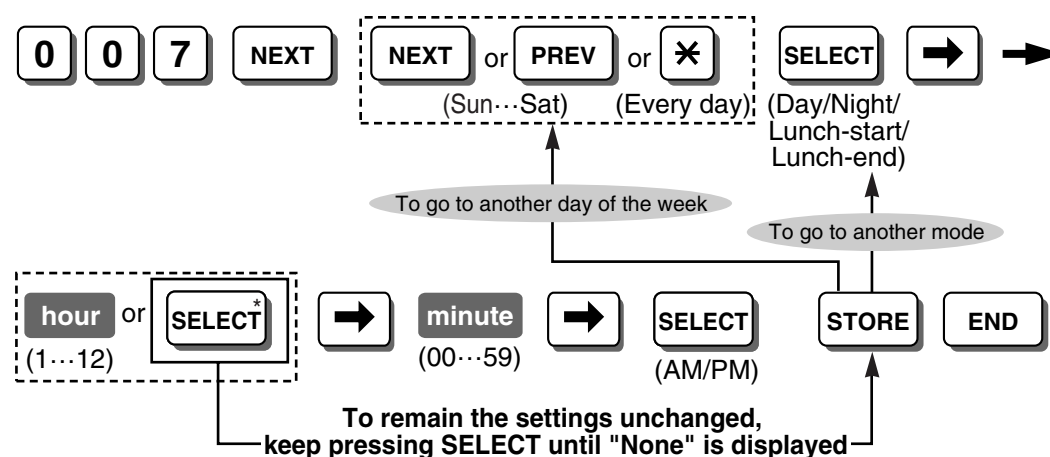 0 0 7 NEXT NEXT or PREV or ✕ SELECT ➔ ➔
(Sun···Sat) (Every day) (Day/Night/
Lunch-start/
Lunch-end)
To go to another day of the week
To go to another mode
hour or SELECT* ➔ minute ➔ SELECT STORE END
(1···12) (00···59) (AM/PM)
To remain the settings unchanged,
keep pressing SELECT until "None" is displayed